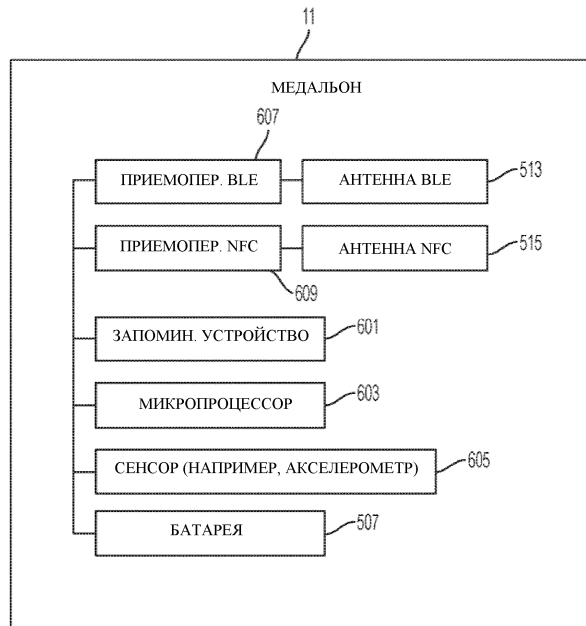 11
МЕДАЛЬОН
607
ПРИЕМОПЕР. BLE
АНТЕННА BLE
513
ПРИЕМОПЕР. NFC
АНТЕННА NFC
515
609
ЗАПОМИН. УСТРОЙСТВО
601
МИКРОПРОЦЕССОР
603
СЕНСОР (НАПРИМЕР, АКСЕЛЕРОМЕТР)
605
БАТАРЕЯ
507